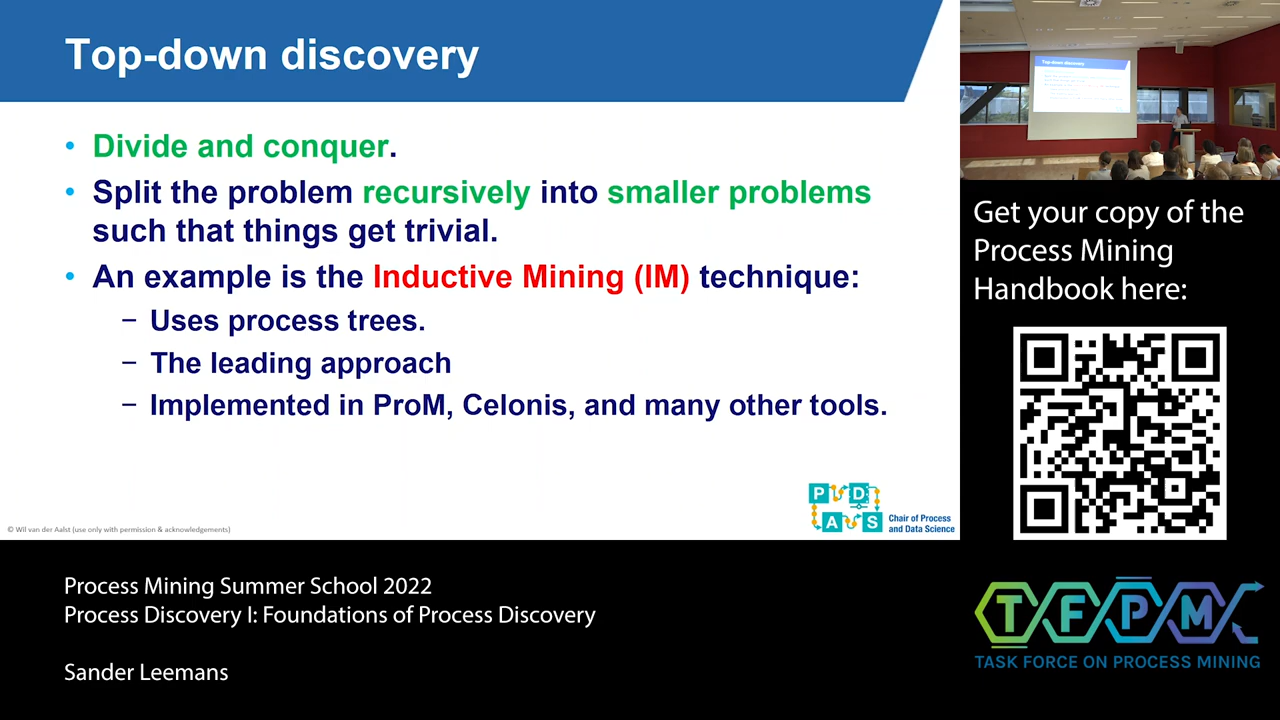 Top-down discovery
• Divide and conquer.
• Split the problem recursively into smaller problems
such that things get trivial.
• An example is the Inductive Mining (IM) technique:
– Uses process trees.
– The leading approach
– Implemented in ProM, Celonis, and many other tools.
© Wil van der Aalst (use only with permission & acknowledgements)
P D
A S
Chair of Process
and Data Science
Top-down discovery
Get your copy of the
Process Mining
Handbook here:
Process Mining Summer School 2022
Process Discovery I: Foundations of Process Discovery
Sander Leemans
TFPM
TASK FORCE ON PROCESS MINING